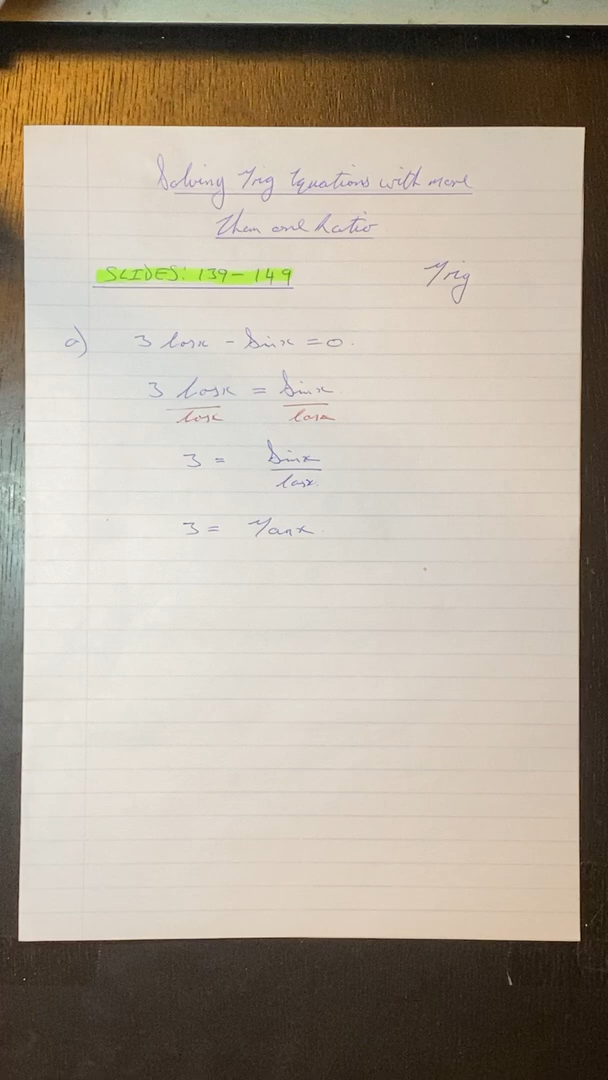 Solving Trig Equations with more
than one Ratio
SLIDES: 139-149
Trig
a) 3 Cosx - Sinx = 0.
3 Cosx = Sinx
Cosx Cosx
3 = Sinx
Cosx.
3 = Tanx